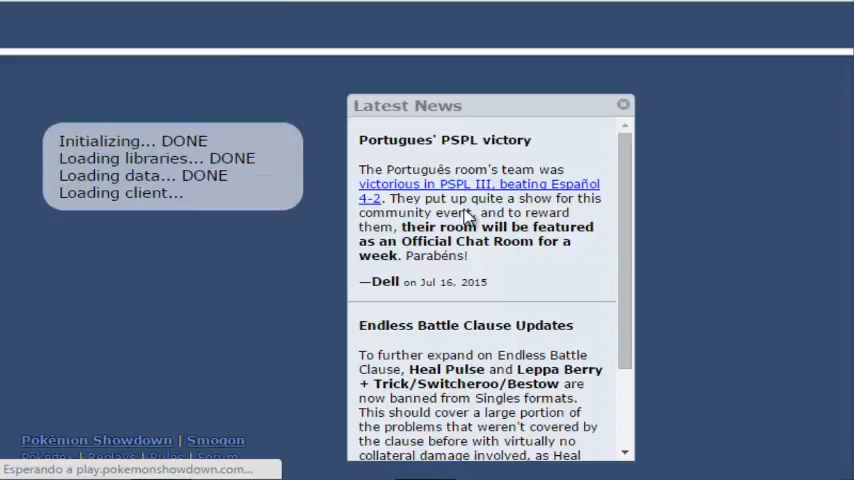 Initializing... DONE
Loading libraries... DONE
Loading data... DONE
Loading client...
Latest News
Portugues' PSPL victory
The Português room's team was
victorious in PSPL III, beating Español
4-2. They put up quite a show for this
community event, and to reward
them, their room will be featured
as an Official Chat Room for a
week. Parabéns!
—Dell on Jul 16, 2015
Endless Battle Clause Updates
To further expand on Endless Battle
Clause, Heal Pulse and Leppa Berry
+ Trick/Switcheroo/Bestow are
now banned from Singles formats.
This should cover a large portion of
the problems that weren't covered by
the clause before with virtually no
collateral damage involved, as Heal
Pokémon Showdown | Smogon
Pokédex | Replays | Rules | Forum
Esperando a play.pokemonshowdown.com...